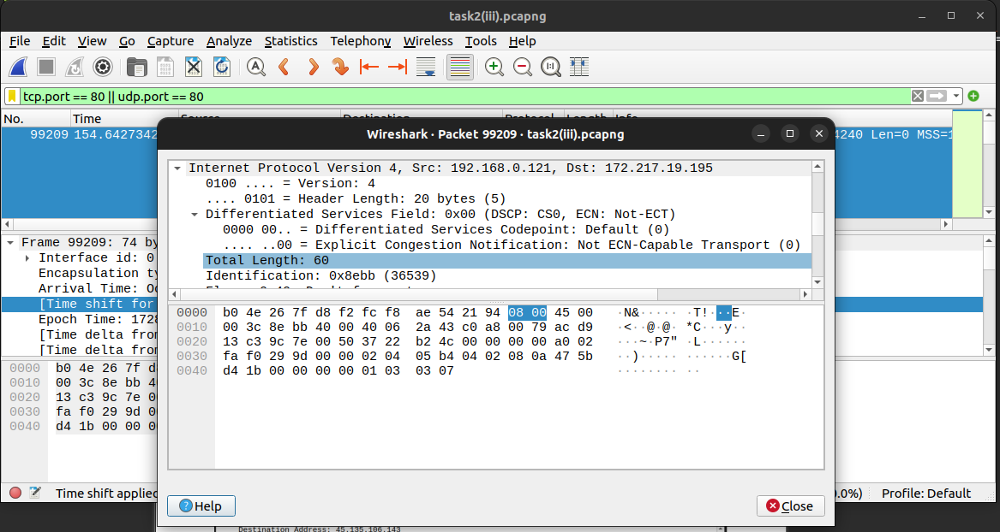 task2(iii).pcapng
File Edit View Go Capture Analyze Statistics Telephony Wireless Tools Help
tcp.port == 80 || udp.port == 80
No. Time Source Destination Protocol Length Info
99209 154.6427342
4240 Len=0 MSS=1
Wireshark · Packet 99209 · task2(iii).pcapng
Internet Protocol Version 4, Src: 192.168.0.121, Dst: 172.217.19.195
0100 .... = Version: 4
.... 0101 = Header Length: 20 bytes (5)
Differentiated Services Field: 0x00 (DSCP: CS0, ECN: Not-ECT)
0000 00.. = Differentiated Services Codepoint: Default (0)
.... ..00 = Explicit Congestion Notification: Not ECN-Capable Transport (0)
Total Length: 60
Identification: 0x8ebb (36539)
0000 b0 4e 26 7f d8 f2 fc f8 ae 54 21 94 08 00 45 00 ·N&····· ·T!···E·
0010 00 3c 8e bb 40 00 40 06 2a 43 c0 a8 00 79 ac d9 ·<··@·@· *C···y··
0020 13 c3 9c 7e 00 50 37 22 b2 4c 00 00 00 00 a0 02 ···~·P7" ·L······
0030 fa f0 29 9d 00 00 02 04 05 b4 04 02 08 0a 47 5b ··)····· ······G[
0040 d4 1b 00 00 00 00 01 03 03 07 ········ ··
Help
Close
Frame 99209: 74 by
Interface id: 0
Encapsulation ty
Arrival Time: Oc
[Time shift for
Epoch Time: 1728
[Time delta from
[Time delta from
0000 b0 4e 26 7f d
0010 00 3c 8e bb 4
0020 13 c3 9c 7e 0
0030 fa f0 29 9d 0
0040 d4 1b 00 00 0
Time shift applied
.0%)
Profile: Default
Destination Address: 45.135.106.143